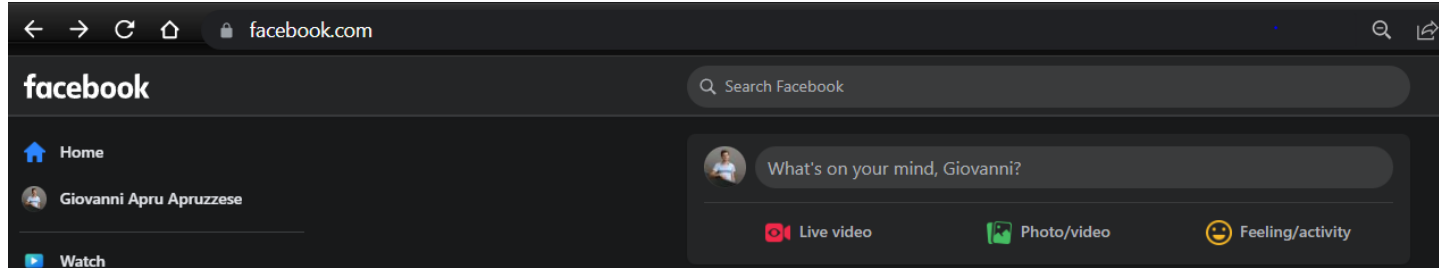 facebook.com
facebook
Search Facebook
Home
What's on your mind, Giovanni?
Giovanni Apru Apruzzese
Live video
Photo/video
Feeling/activity
Watch